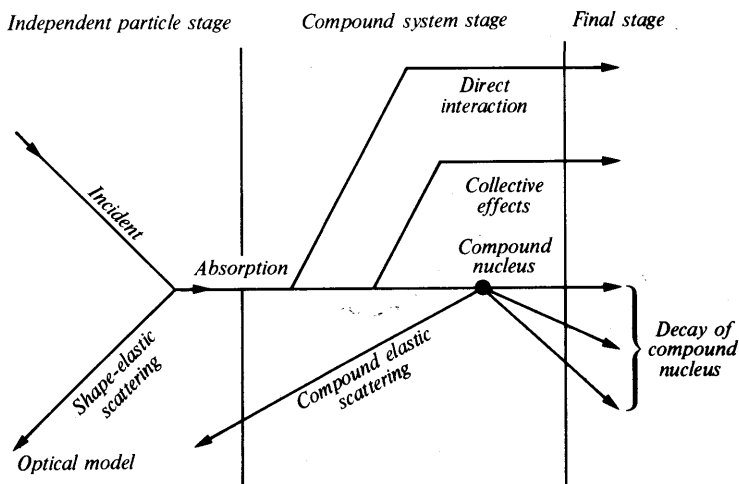 Independent particle stage
Compound system stage
Final stage
Direct
interaction
Incident
Collective
effects
Absorption
Compound
nucleus
Shape-elastic
scattering
Compound elastic
scattering
Decay of
compound
nucleus
Optical model